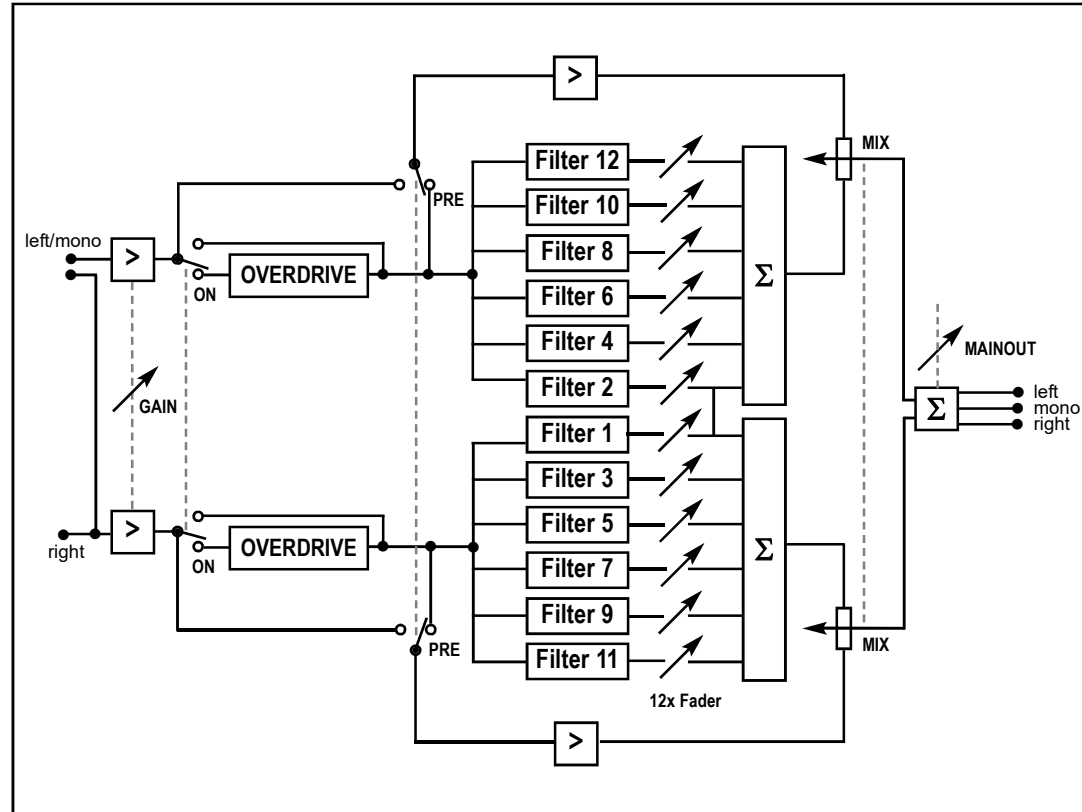 >
Filter 12
MIX
PRE
Filter 10
left/mono
>
Filter 8
OVERDRIVE
ON
Σ
Filter 6
Filter 4
MAINOUT
Filter 2
left
GAIN
Σ
mono
Filter 1
right
Filter 3
>
Filter 5
right
ON
OVERDRIVE
Σ
Filter 7
Filter 9
PRE
MIX
Filter 11
12x Fader
>